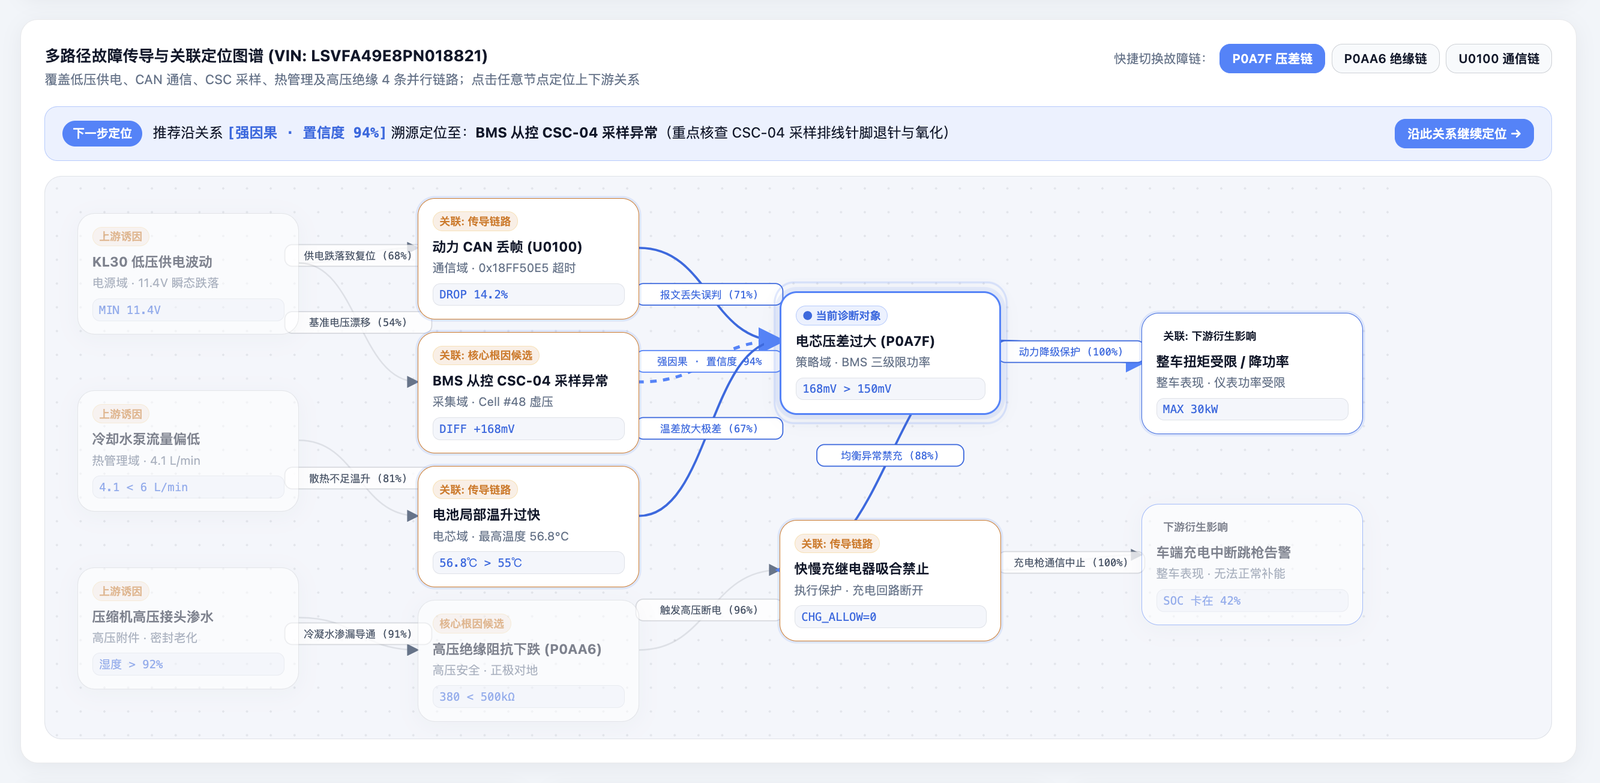 多路径故障传导与关联定位图谱 (VIN: LSVFA49E8PN018821)
覆盖低压供电、CAN 通信、CSC 采样、热管理及高压绝缘 4 条并行链路；点击任意节点定位上下游关系
快捷切换故障链：
P0A7F 压差链
P0AA6 绝缘链
U0100 通信链
下一步定位
推荐沿关系 [强因果 · 置信度 94%] 溯源定位至：BMS 从控 CSC-04 采样异常（重点核查 CSC-04 采样排线针脚退针与氧化）
沿此关系继续定位 →
上游诱因
KL30 低压供电波动
电源域 · 11.4V 瞬态跌落
MIN 11.4V
供电跌落致复位 (68%)
基准电压漂移 (54%)
上游诱因
冷却水泵流量偏低
热管理域 · 4.1 L/min
4.1 < 6 L/min
散热不足温升 (81%)
上游诱因
压缩机高压接头渗水
高压附件 · 密封老化
湿度 > 92%
冷凝水渗漏导通 (91%)
关联: 传导链路
动力 CAN 丢帧 (U0100)
通信域 · 0x18FF50E5 超时
DROP 14.2%
报文丢失误判 (71%)
关联: 核心根因候选
BMS 从控 CSC-04 采样异常
采集域 · Cell #48 虚压
DIFF +168mV
强因果 · 置信度 94%
温差放大极差 (67%)
关联: 传导链路
电池局部温升过快
电芯域 · 最高温度 56.8°C
56.8℃ > 55℃
核心根因候选
高压绝缘阻抗下跌 (P0AA6)
高压安全 · 正极对地
380 < 500kΩ
触发高压断电 (96%)
当前诊断对象
电芯压差过大 (P0A7F)
策略域 · BMS 三级限功率
168mV > 150mV
动力降级保护 (100%)
均衡异常禁充 (88%)
关联: 传导链路
快慢充继电器吸合禁止
执行保护 · 充电回路断开
CHG_ALLOW=0
充电枪通信中止 (100%)
关联: 下游衍生影响
整车扭矩受限 / 降功率
整车表现 · 仪表功率受限
MAX 30kW
下游衍生影响
车端充电中断跳枪告警
整车表现 · 无法正常补能
SOC 卡在 42%